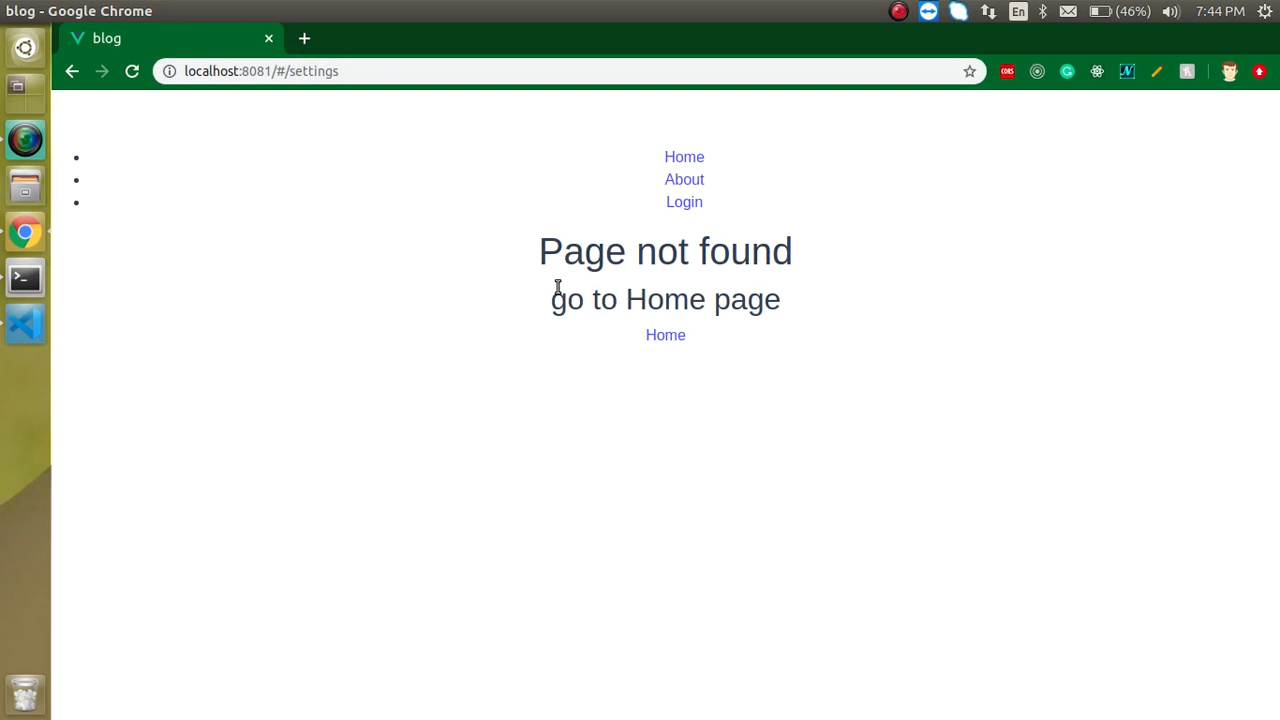 blog - Google Chrome
En
(46%)
7:44 PM
blog
localhost:8081/#/settings
CORS
Home
About
Login
Page not found
go to Home page
Home